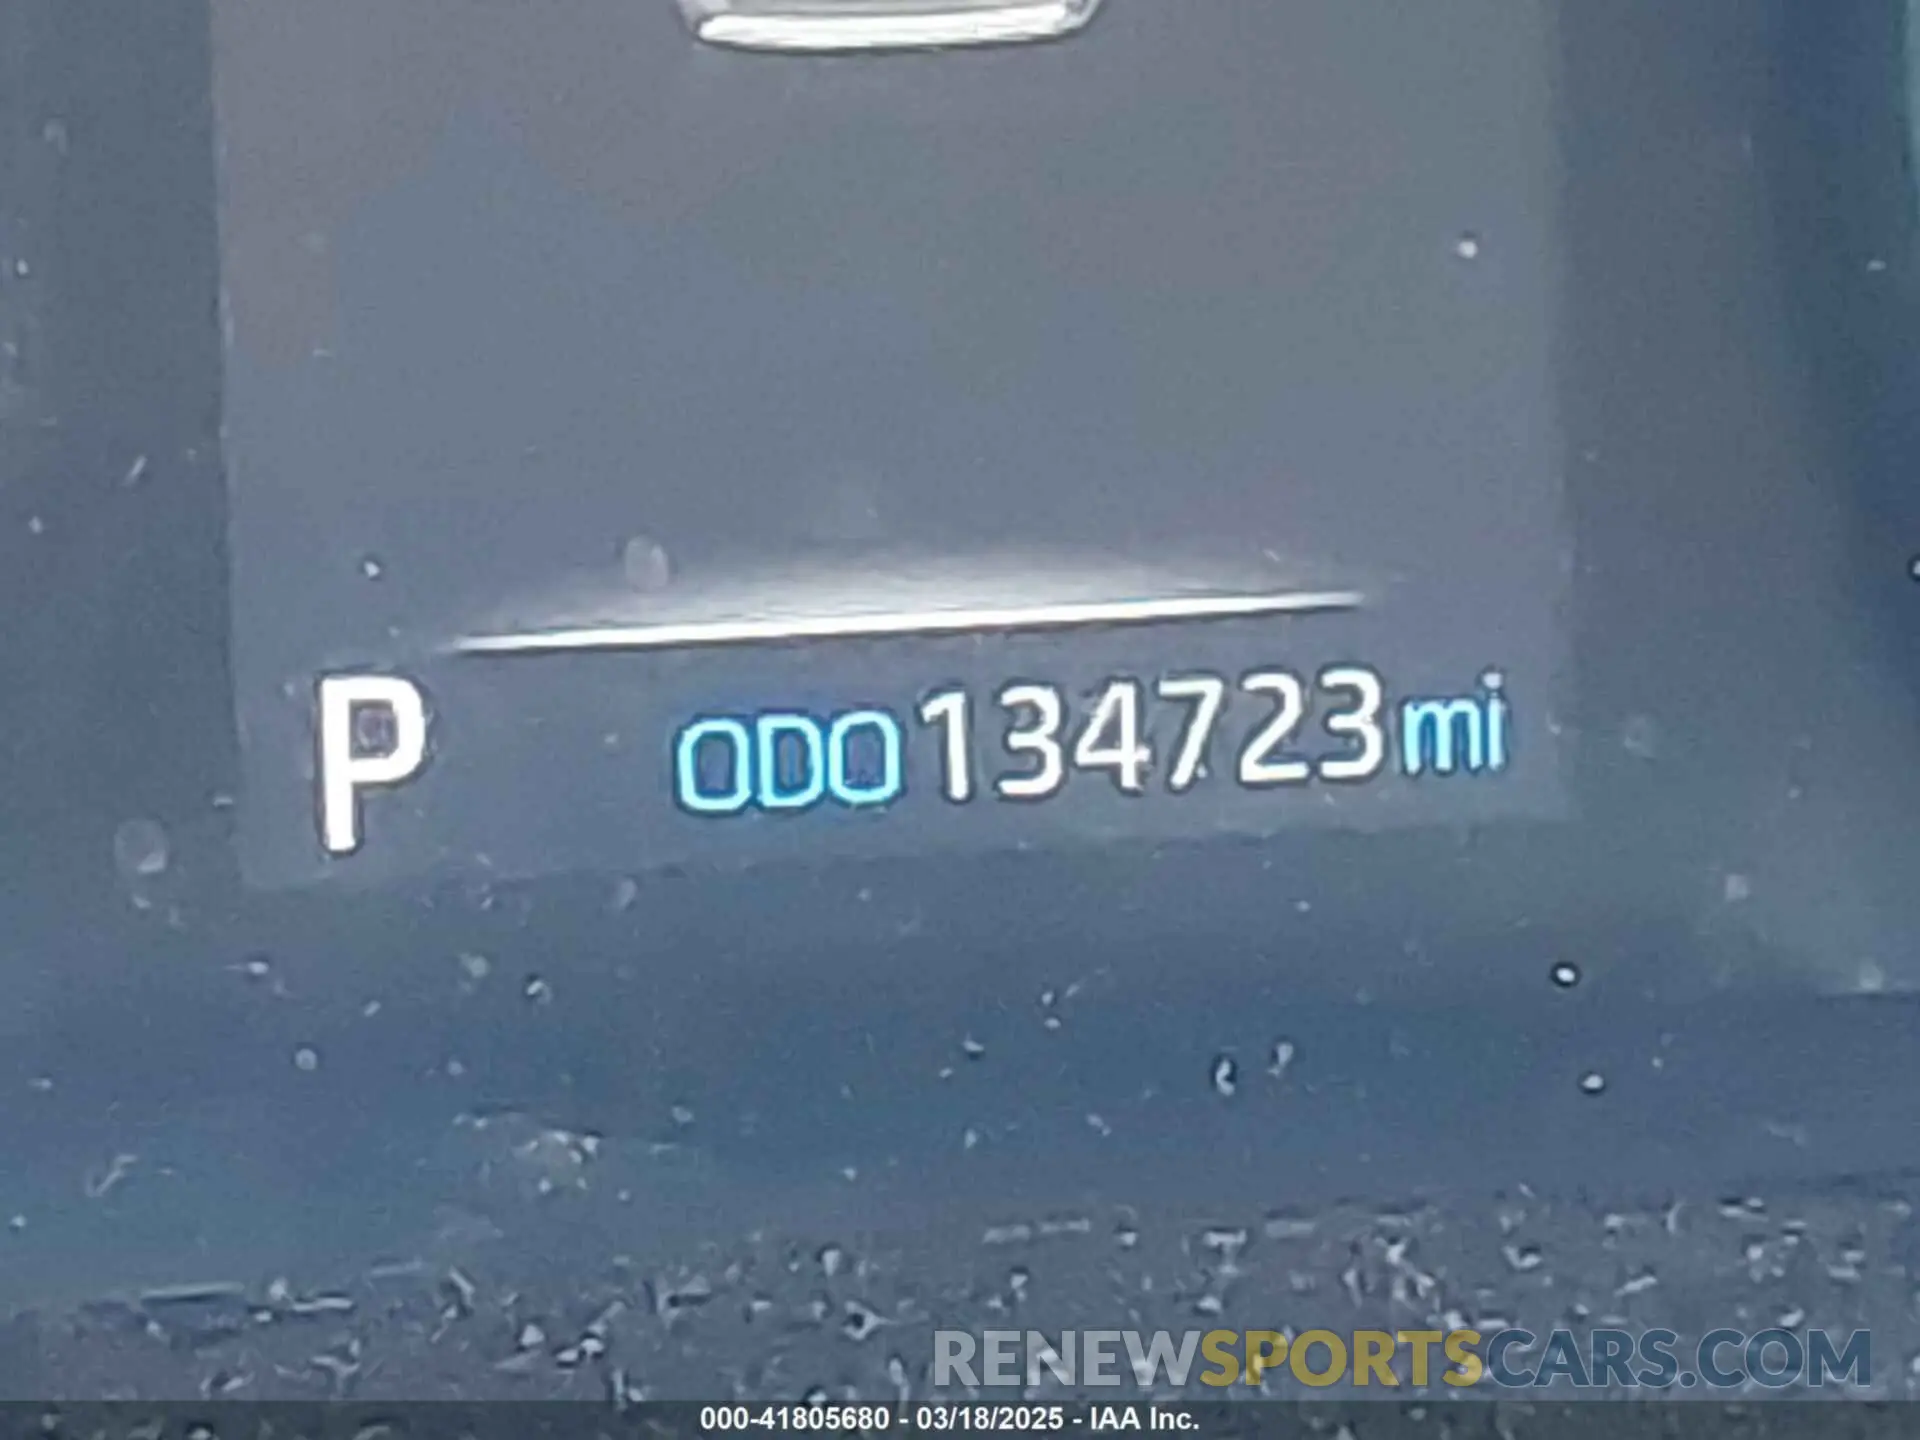 P ODO 134723 mi
RENEWSPORTSCARS.COM
000-41805680 - 03/18/2025 - IAA Inc.